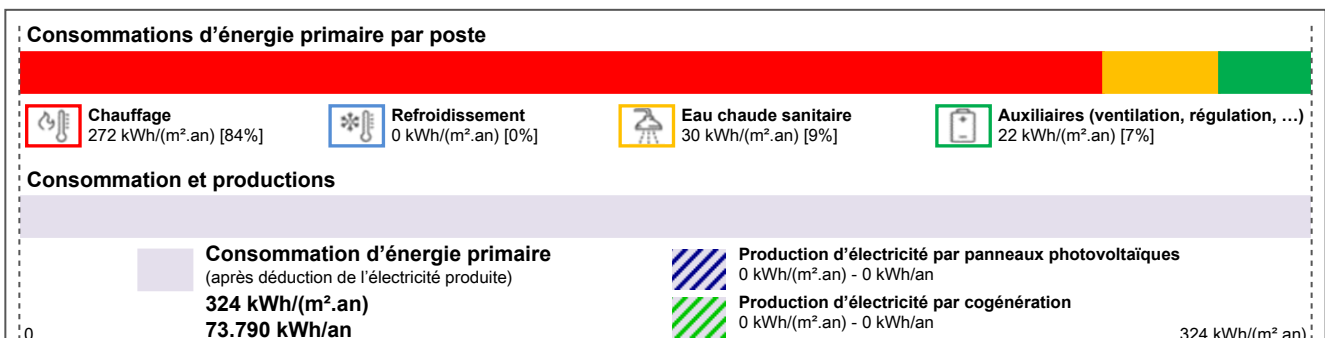 Consommations d'énergie primaire par poste
Chauffage
272 kWh/(m².an) [84%]
Refroidissement
0 kWh/(m².an) [0%]
Eau chaude sanitaire
30 kWh/(m².an) [9%]
Auxiliaires (ventilation, régulation, …)
22 kWh/(m².an) [7%]
Consommation et productions
Consommation d'énergie primaire
(après déduction de l'électricité produite)
324 kWh/(m².an)
73.790 kWh/an
Production d'électricité par panneaux photovoltaïques
0 kWh/(m².an) - 0 kWh/an
Production d'électricité par cogénération
0 kWh/(m².an) - 0 kWh/an
0
324 kWh/(m².an)